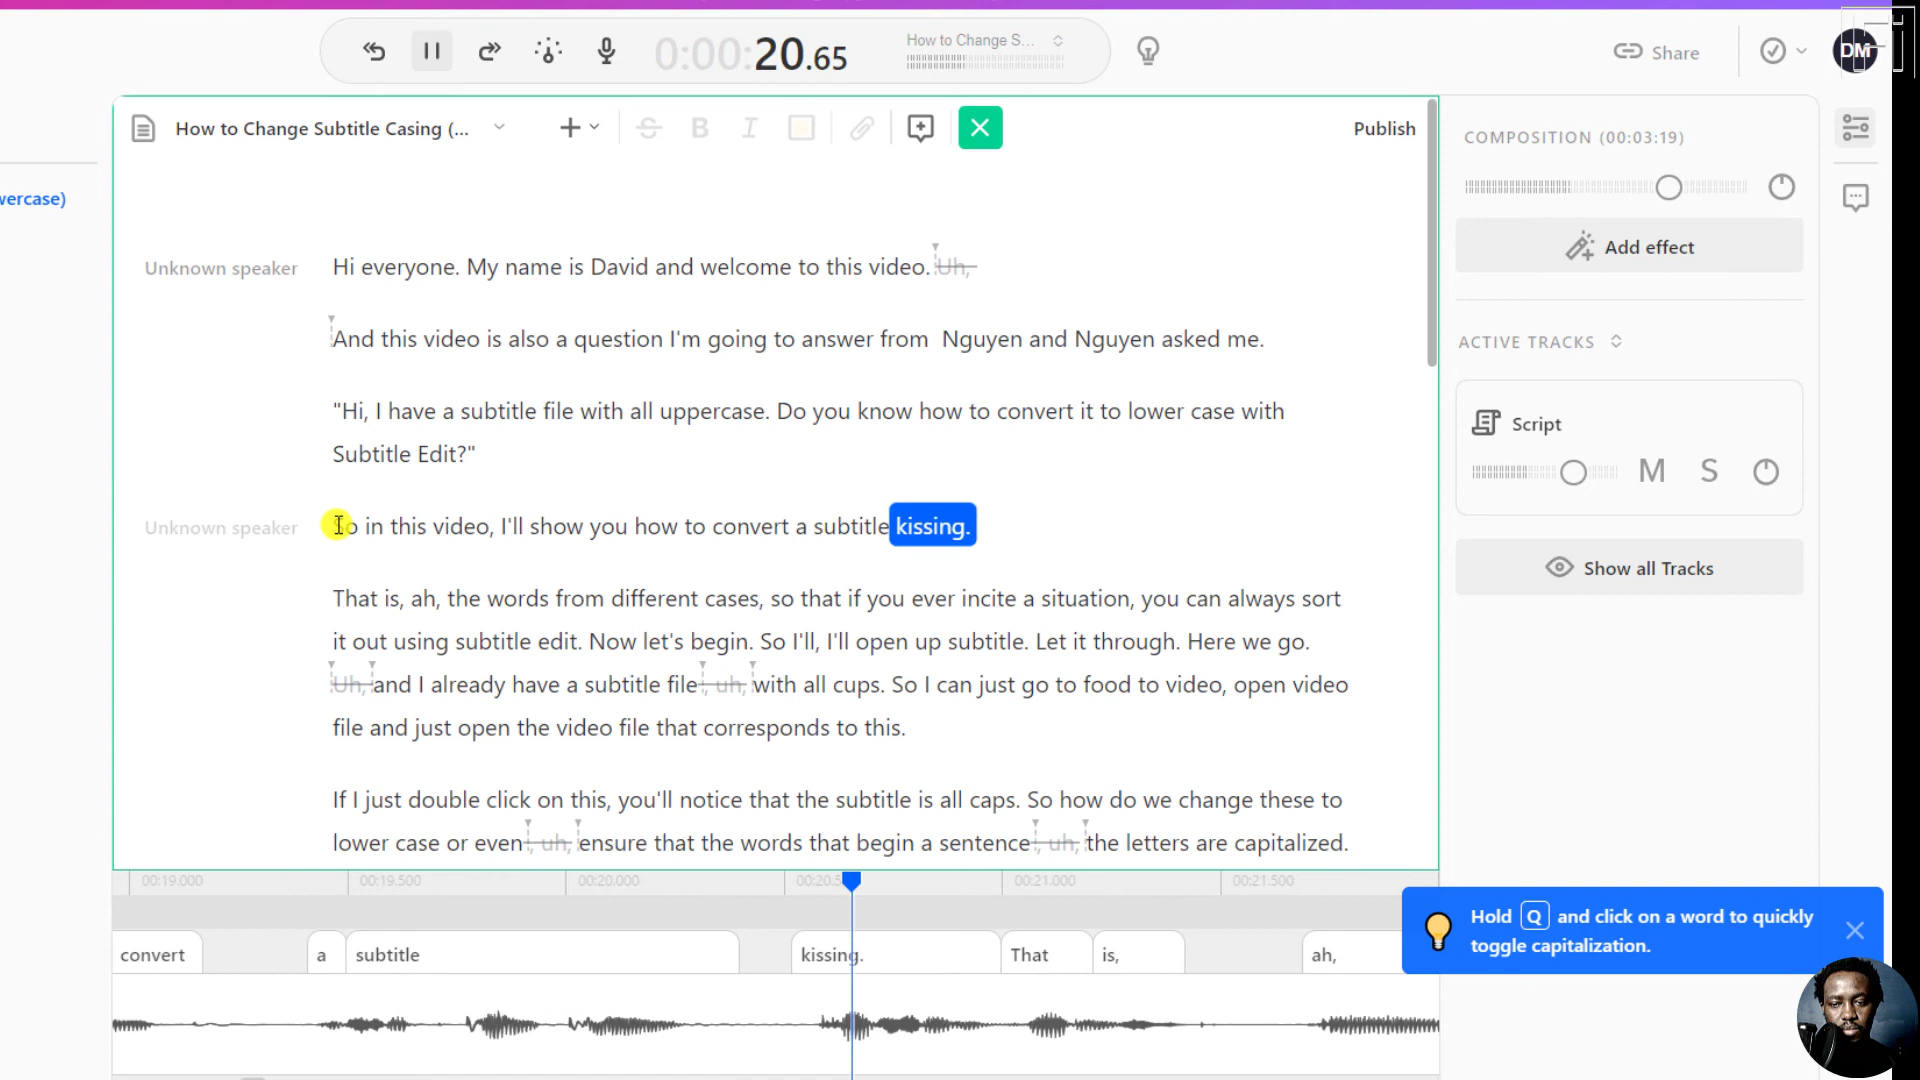 0:00:20.65
How to Change S...
Share
DM
How to Change Subtitle Casing (...
Publish
COMPOSITION (00:03:19)
wercase)
Add effect
Unknown speaker
Hi everyone. My name is David and welcome to this video. Uh,
And this video is also a question I'm going to answer from Nguyen and Nguyen asked me.
ACTIVE TRACKS
"Hi, I have a subtitle file with all uppercase. Do you know how to convert it to lower case with
Subtitle Edit?"
Script
M S
Unknown speaker
So in this video, I'll show you how to convert a subtitle kissing.
Show all Tracks
That is, ah, the words from different cases, so that if you ever incite a situation, you can always sort
it out using subtitle edit. Now let's begin. So I'll, I'll open up subtitle. Let it through. Here we go.
Uh, and I already have a subtitle file, uh, with all cups. So I can just go to food to video, open video
file and just open the video file that corresponds to this.
If I just double click on this, you'll notice that the subtitle is all caps. So how do we change these to
lower case or even, uh, ensure that the words that begin a sentence, uh, the letters are capitalized.
00:19.000 00:19.500 00:20.000 00:20.5 00:21.000 00:21.500
Hold Q and click on a word to quickly
toggle capitalization.
convert a subtitle kissing. That is, ah,